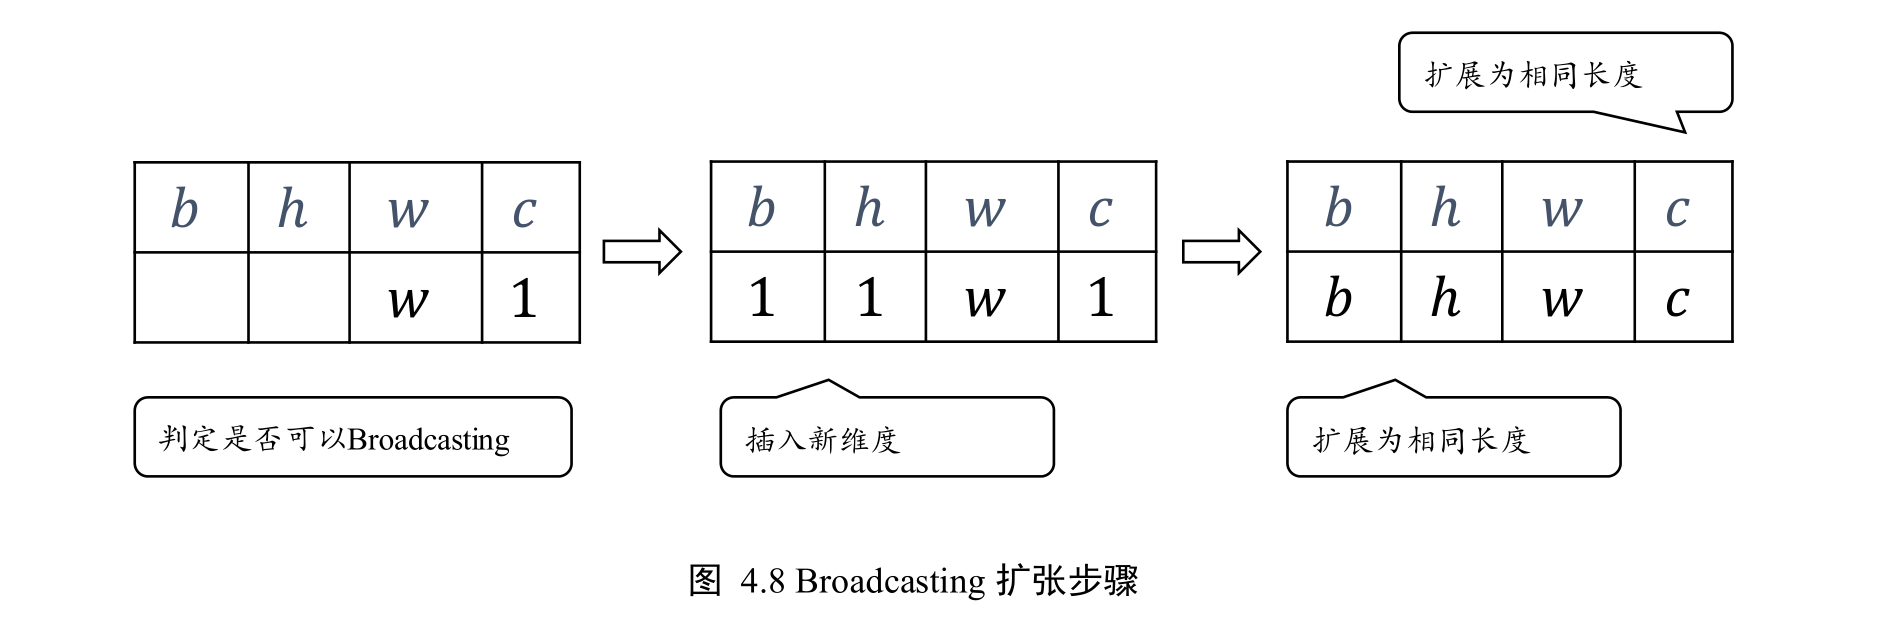 扩展为相同长度
b h w c
w 1
b h w c
1 1 w 1
b h w c
b h w c
判定是否可以Broadcasting
插入新维度
扩展为相同长度
图 4.8 Broadcasting 扩张步骤